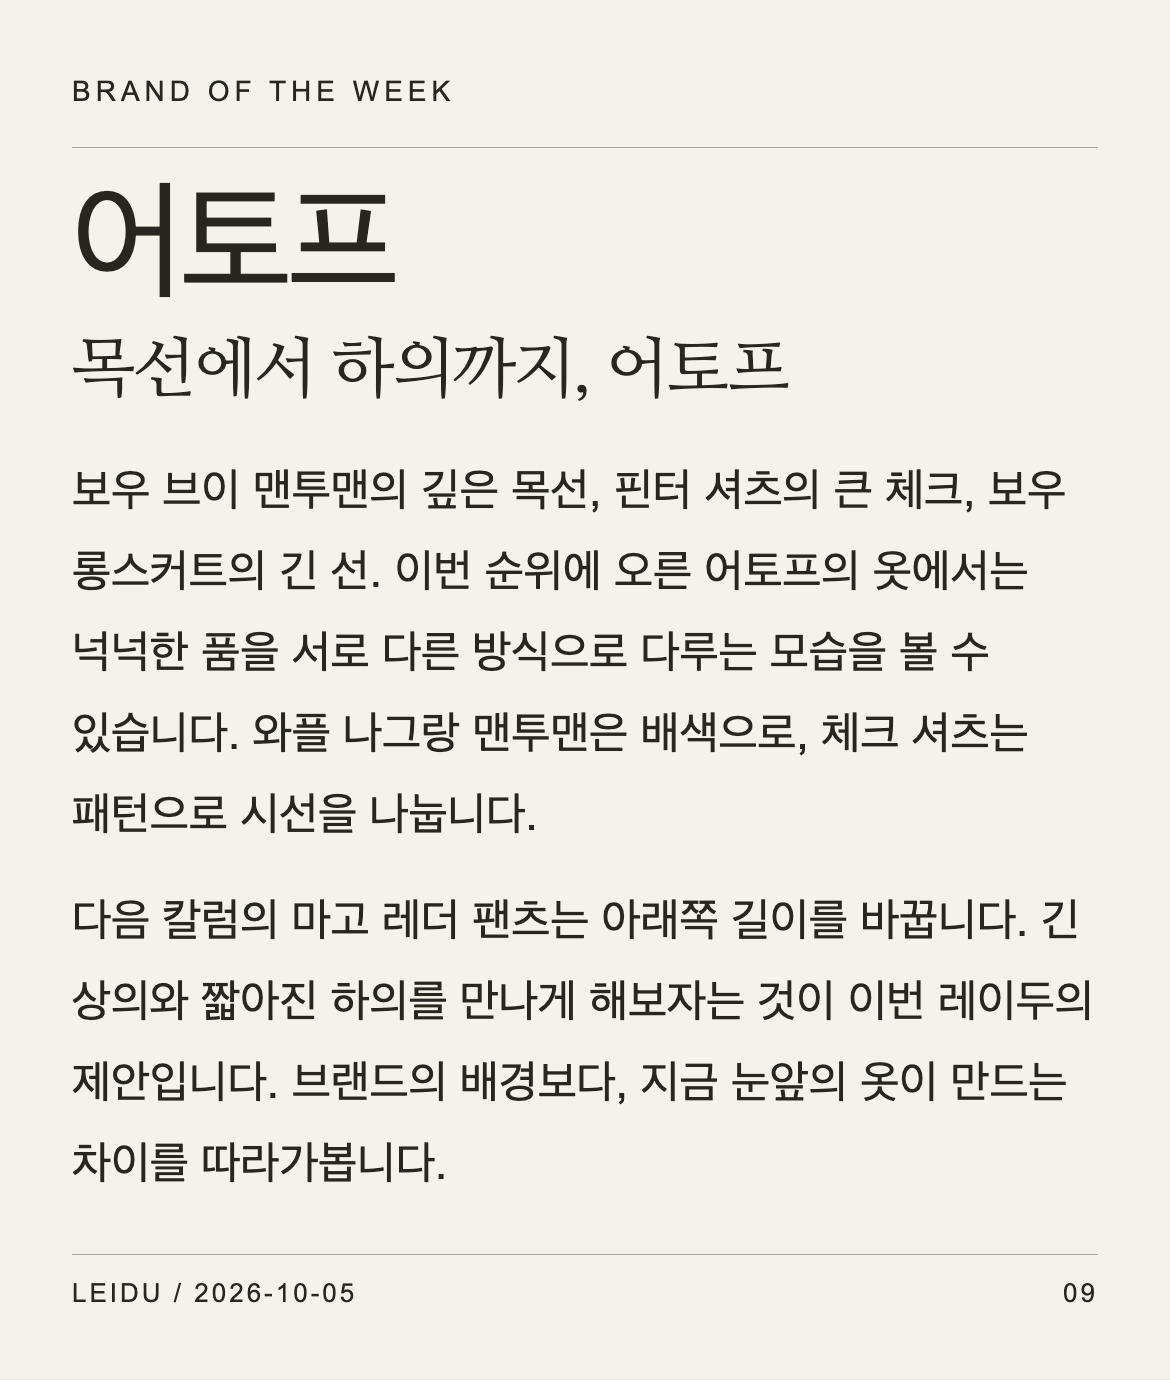 BRAND OF THE WEEK
어토프
목선에서 하의까지, 어토프
보우 브이 맨투맨의 깊은 목선, 핀터 셔츠의 큰 체크, 보우
롱스커트의 긴 선. 이번 순위에 오른 어토프의 옷에서는
넉넉한 품을 서로 다른 방식으로 다루는 모습을 볼 수
있습니다. 와플 나그랑 맨투맨은 배색으로, 체크 셔츠는
패턴으로 시선을 나눕니다.
다음 칼럼의 마고 레더 팬츠는 아래쪽 길이를 바꿉니다. 긴
상의와 짧아진 하의를 만나게 해보자는 것이 이번 레이두의
제안입니다. 브랜드의 배경보다, 지금 눈앞의 옷이 만드는
차이를 따라가봅니다.
LEIDU / 2026-10-05
09